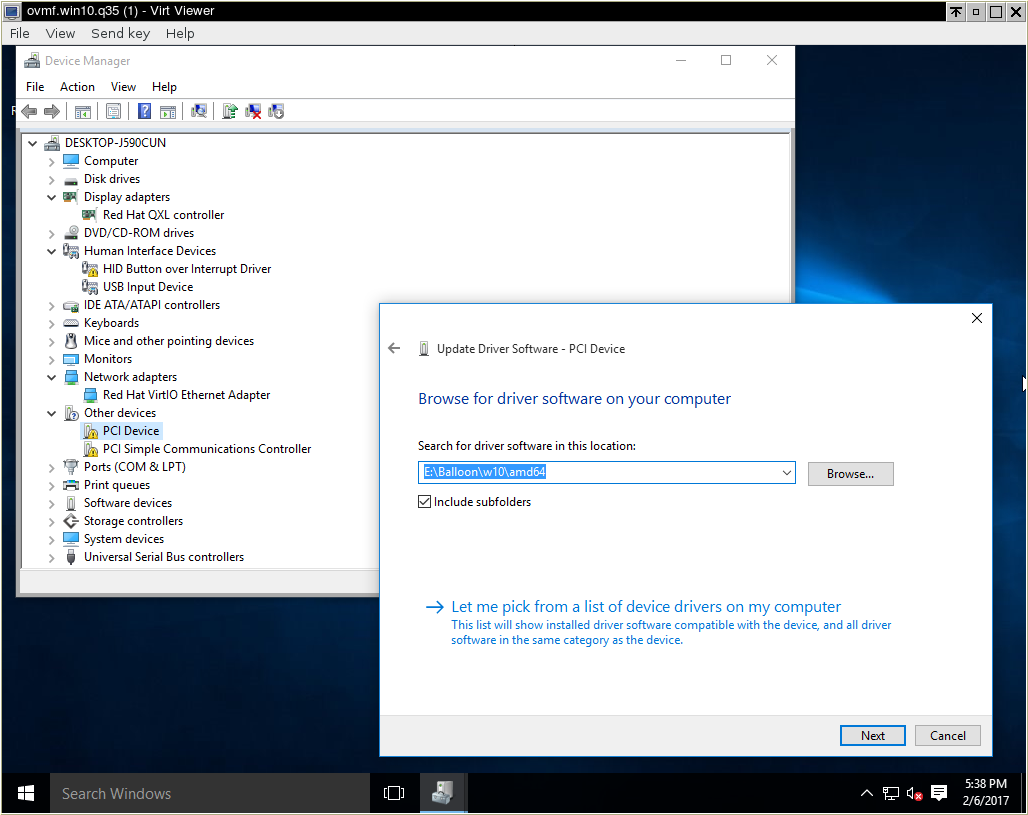 ovmf.win10.q35 (1) - Virt Viewer
File View Send key Help
Device Manager
File Action View Help
DESKTOP-J590CUN
Computer
Disk drives
Display adapters
Red Hat QXL controller
DVD/CD-ROM drives
Human Interface Devices
HID Button over Interrupt Driver
USB Input Device
IDE ATA/ATAPI controllers
Keyboards
Mice and other pointing devices
Monitors
Network adapters
Red Hat VirtIO Ethernet Adapter
Other devices
PCI Device
PCI Simple Communications Controller
Ports (COM & LPT)
Print queues
Software devices
Storage controllers
System devices
Universal Serial Bus controllers
Update Driver Software - PCI Device
Browse for driver software on your computer
Search for driver software in this location:
E:\Balloon\w10\amd64
Browse...
Include subfolders
Let me pick from a list of device drivers on my computer
This list will show installed driver software compatible with the device, and all driver
software in the same category as the device.
Next Cancel
Search Windows
5:38 PM
2/6/2017